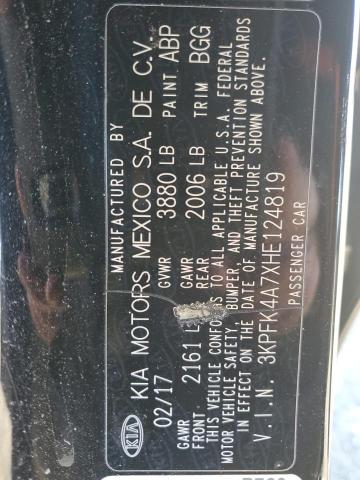 MANUFACTURED BY
KIA KIA MOTORS MEXICO S.A. DE C.V.
02/17 GVWR 3880 LB PAINT ABP
GAWR FRONT 2161 L GAWR REAR 2006 LB TRIM BGG
THIS VEHICLE CONFORMS TO ALL APPLICABLE U.S.A. FEDERAL
MOTOR VEHICLE SAFETY, BUMPER, AND THEFT PREVENTION STANDARDS
IN EFFECT ON THE DATE OF MANUFACTURE SHOWN ABOVE.
V.I.N. 3KPFK4A7XHE124819
PASSENGER CAR